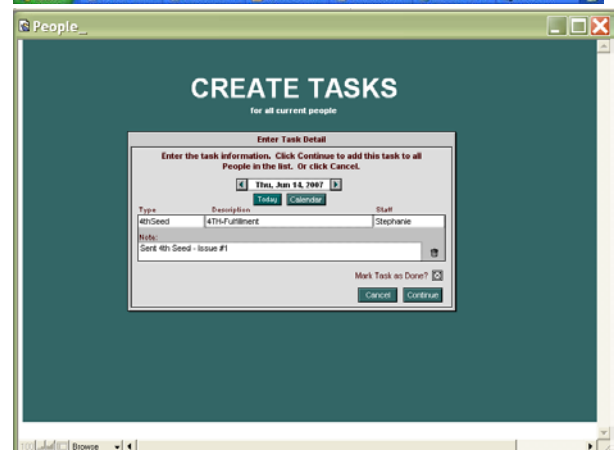 People_
CREATE TASKS
for all current people
Enter Task Detail
Enter the task information. Click Continue to add this task to all
People in the list. Or click Cancel.
Thu, Jun 14, 2007
Today Calendar
Type Description Staff
4thSeed 4TH-Fulfillment Stephanie
Note:
Sent 4th Seed - Issue #1
Mark Task as Done?
Cancel Continue
100 Browse